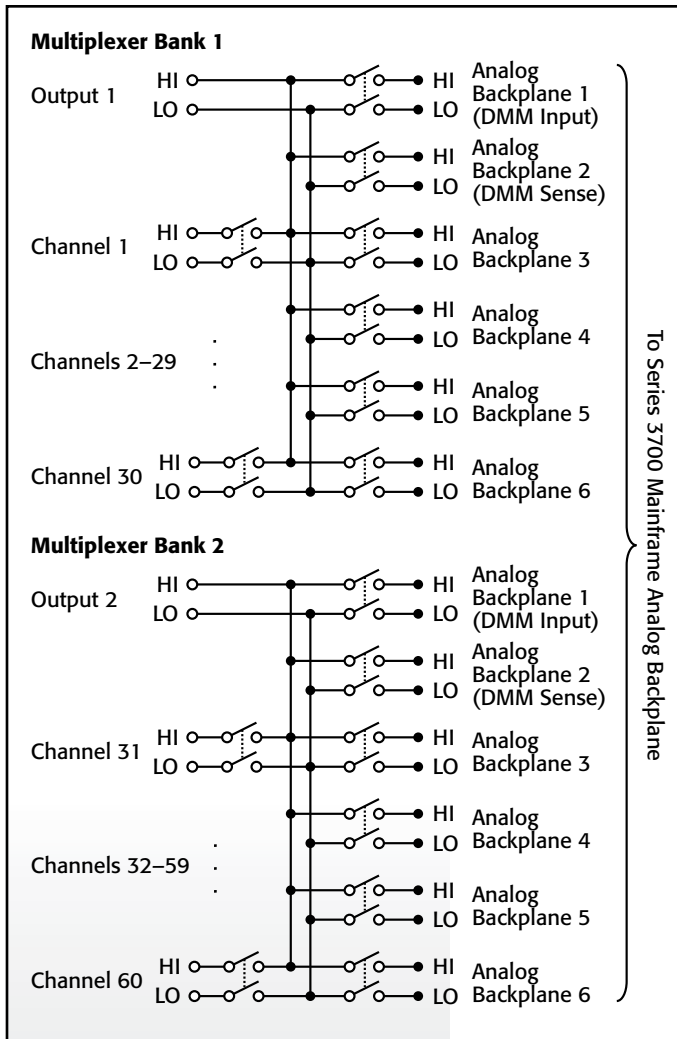 Multiplexer Bank 1
Output 1
HI
LO
HI
LO
Analog
Backplane 1
(DMM Input)
HI
LO
Analog
Backplane 2
(DMM Sense)
Channel 1
HI
LO
HI
LO
Analog
Backplane 3
HI
LO
Analog
Backplane 4
Channels 2–29
.
.
.
HI
LO
Analog
Backplane 5
Channel 30
HI
LO
HI
LO
Analog
Backplane 6
Multiplexer Bank 2
Output 2
HI
LO
HI
LO
Analog
Backplane 1
(DMM Input)
HI
LO
Analog
Backplane 2
(DMM Sense)
Channel 31
HI
LO
HI
LO
Analog
Backplane 3
HI
LO
Analog
Backplane 4
Channels 32–59
.
.
.
HI
LO
Analog
Backplane 5
Channel 60
HI
LO
HI
LO
Analog
Backplane 6
To Series 3700 Mainframe Analog Backplane